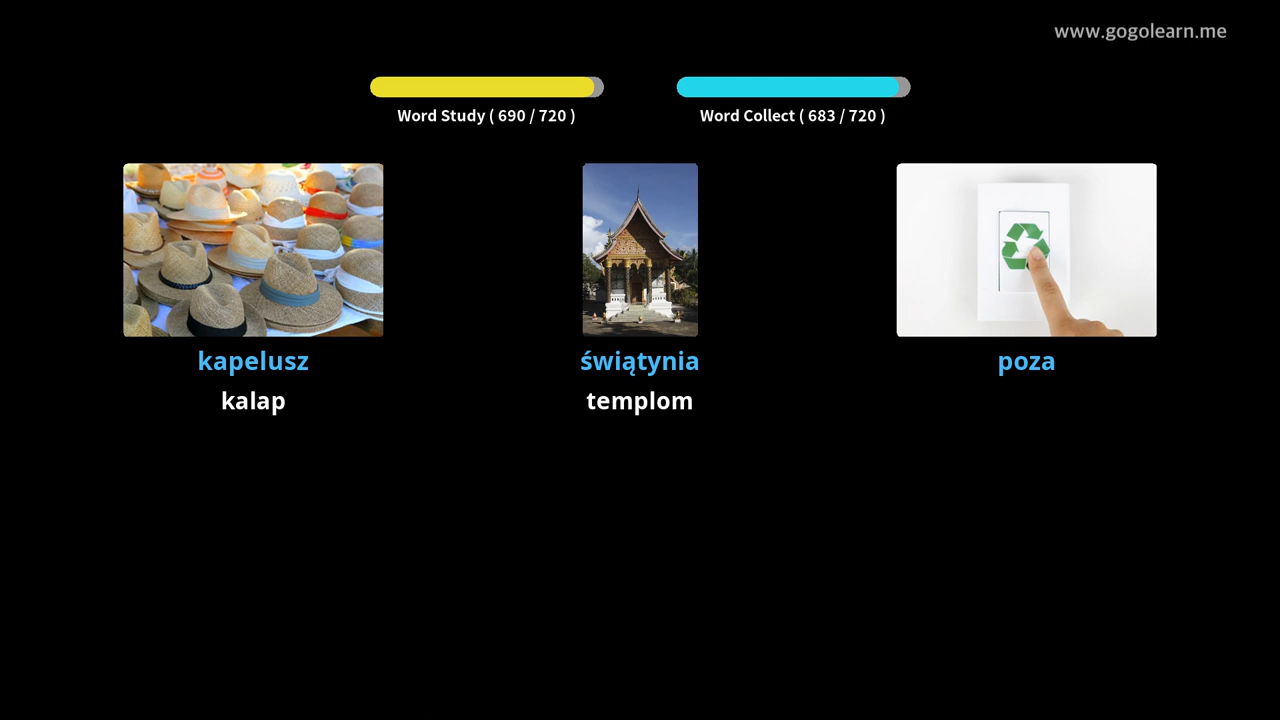 www.gogolearn.me
Word Study ( 690 / 720 )
Word Collect ( 683 / 720 )
kapelusz
świątynia
poza
kalap
templom